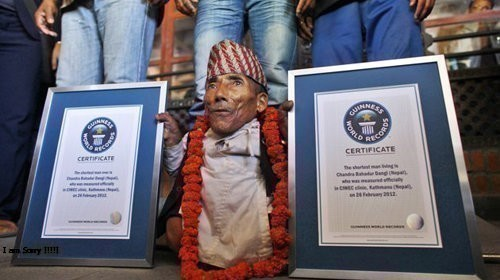 GUINNESS
WORLD
RECORDS
CERTIFICATE
The shortest man is
Chandra Bahadur Dangi (Nepal),
who was measured officially
in CIWEC clinic, Kathmandu (Nepal),
on 26 February 2012.
GUINNESS WORLD RECORDS
GUINNESS
WORLD
RECORDS
CERTIFICATE
The shortest man living is
Chandra Bahadur Dangi (Nepal),
who was measured officially
in CIWEC clinic, Kathmandu (Nepal),
on 26 February 2012.
GUINNESS WORLD RECORDS
I am Sexy !!!!!